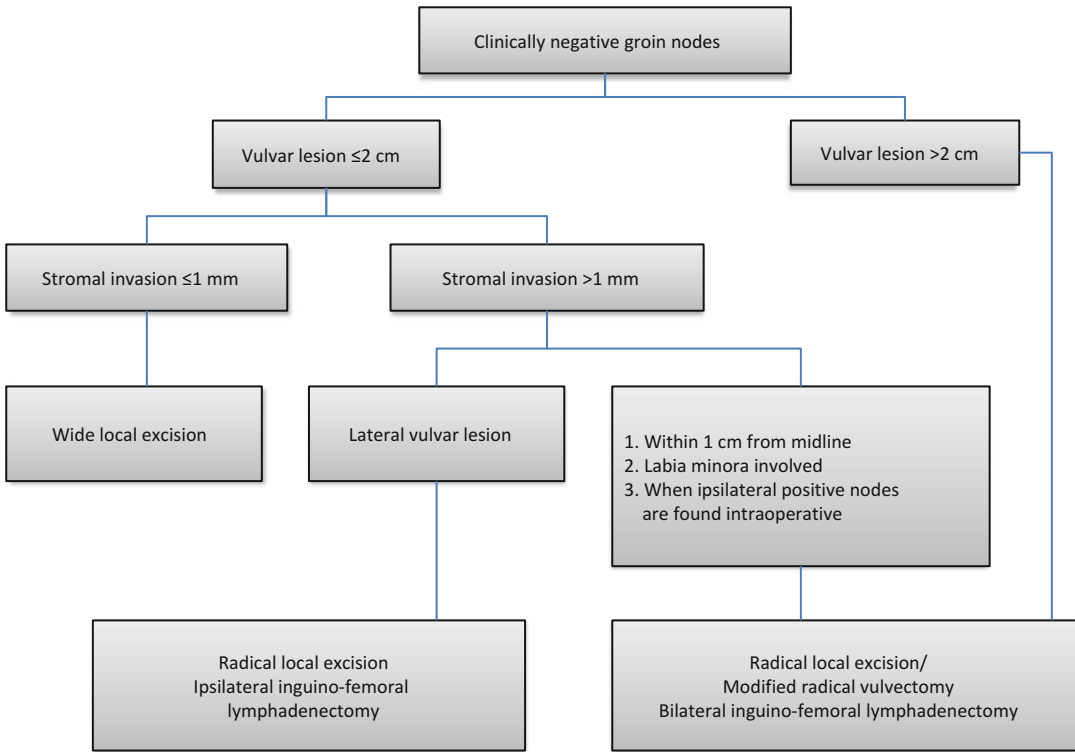 Clinically negative groin nodes
Vulvar lesion ≤2 cm
Vulvar lesion >2 cm
Stromal invasion ≤1 mm
Stromal invasion >1 mm
Wide local excision
Lateral vulvar lesion
1. Within 1 cm from midline
2. Labia minora involved
3. When ipsilateral positive nodes
are found intraoperative
Radical local excision
Ipsilateral inguino-femoral
lymphadenectomy
Radical local excision/
Modified radical vulvectomy
Bilateral inguino-femoral lymphadenectomy